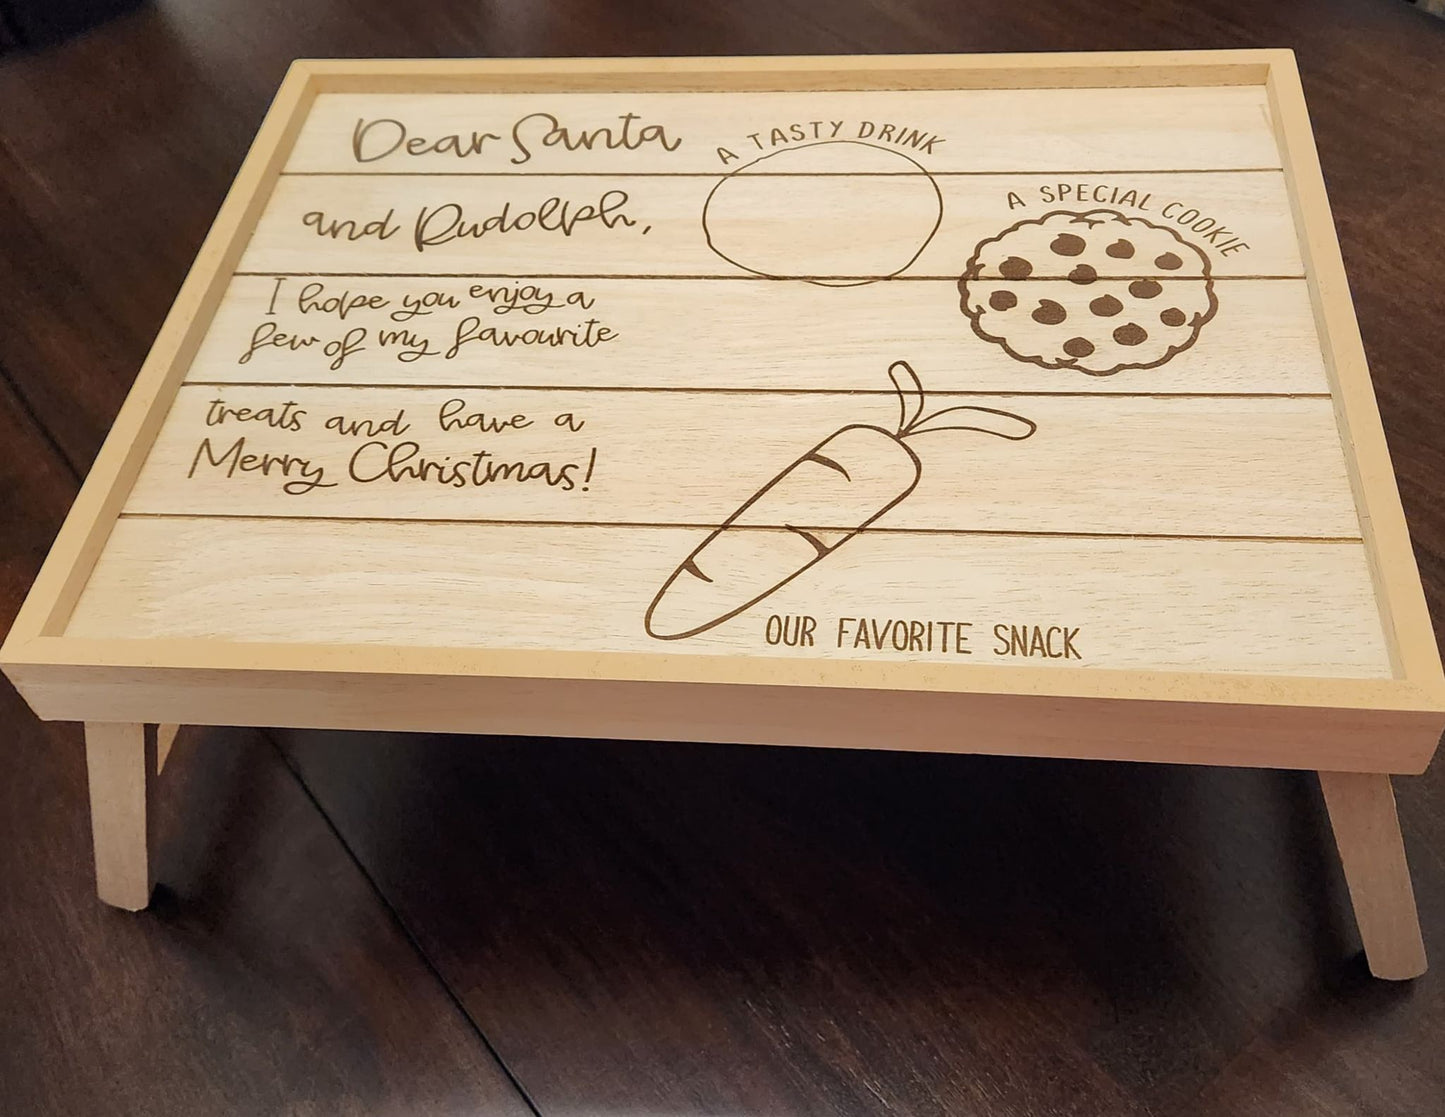 Dear Santa
and Rudolph,
I hope you enjoy a
few of my favourite
treats and have a
Merry Christmas!
A TASTY DRINK
A SPECIAL COOKIE
OUR FAVORITE SNACK